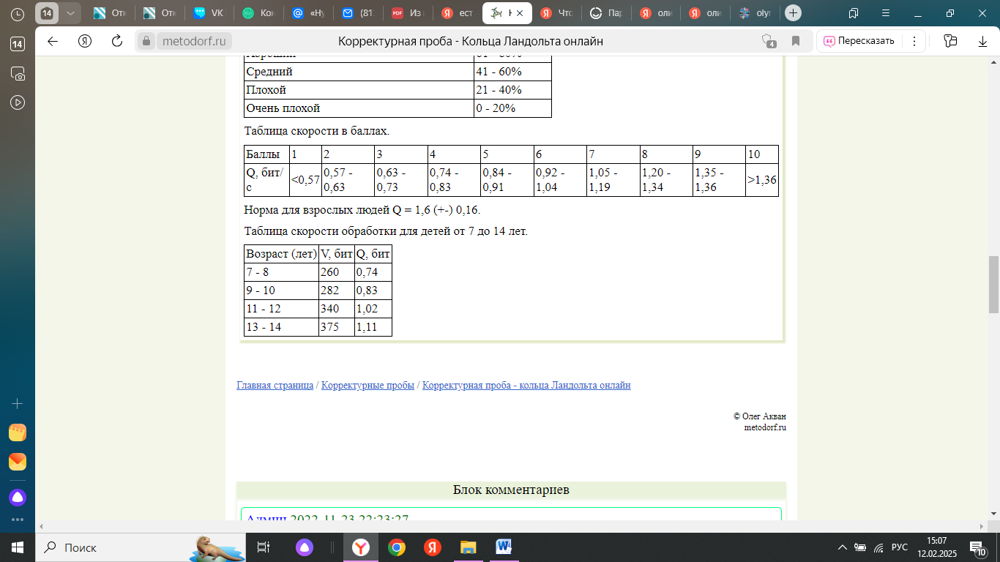 14
Отк
Отк
VK
Кон
«Ну
(81
Из
ест
Что
Пар
оли
оли
olyr
14
metodorf.ru
Корректурная проба - Кольца Ландольта онлайн
4
Пересказать
Средний 41 - 60%
Плохой 21 - 40%
Очень плохой 0 - 20%
Таблица скорости в баллах.
Баллы 1 2 3 4 5 6 7 8 9 10
Q, бит/с <0,57 0,57 - 0,63 0,63 - 0,73 0,74 - 0,83 0,84 - 0,91 0,92 - 1,04 1,05 - 1,19 1,20 - 1,34 1,35 - 1,36 >1,36
Норма для взрослых людей Q = 1,6 (+-) 0,16.
Таблица скорости обработки для детей от 7 до 14 лет.
Возраст (лет) V, бит Q, бит
7 - 8 260 0,74
9 - 10 282 0,83
11 - 12 340 1,02
13 - 14 375 1,11
Главная страница / Корректурные пробы / Корректурная проба - кольца Ландольта онлайн
© Олег Акван
metodorf.ru
Блок комментариев
Админ 2022-11-23 22:23:27
Поиск
РУС
15:07
12.02.2025
10